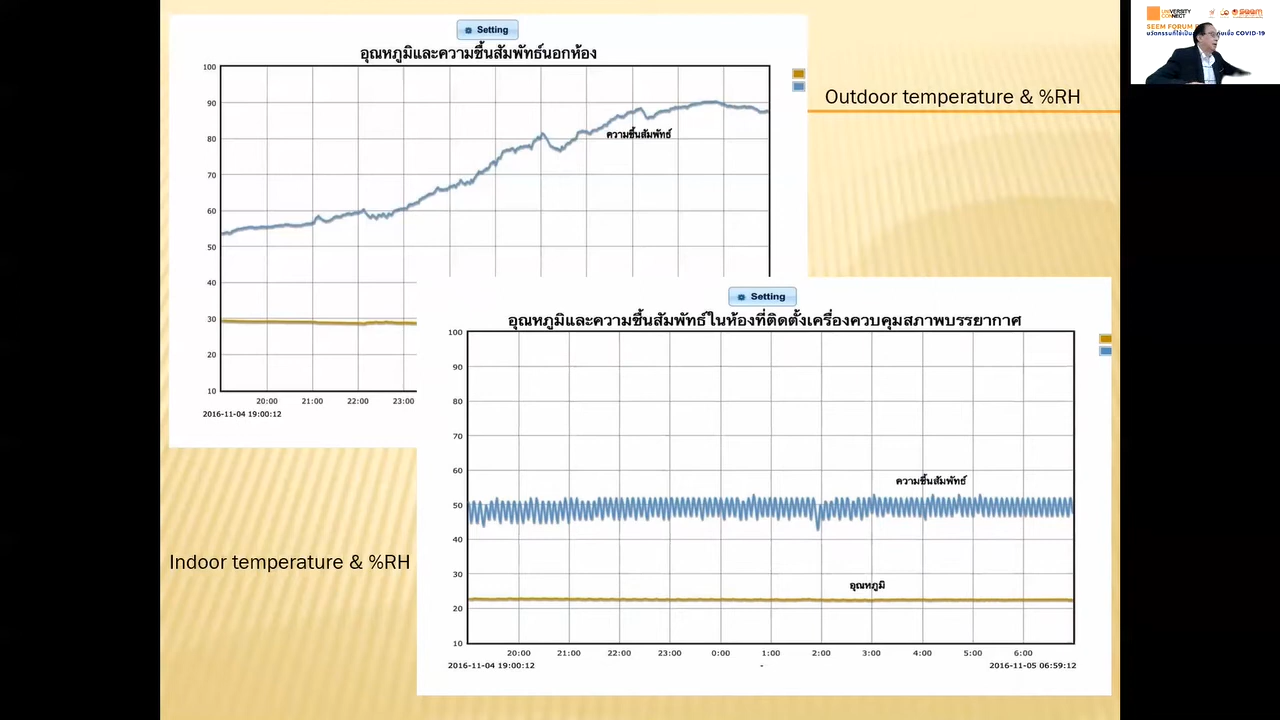 Setting
อุณหภูมิและความชื้นสัมพัทธ์นอกห้อง
100
90
80
70
60
50
40
30
20
10
ความชื้นสัมพัทธ์
20:00 21:00 22:00 23:00
2016-11-04 19:00:12
Outdoor temperature & %RH
UNIVERSITY
CONNECT
seem
SEEM FORUM
COVID-19
Setting
อุณหภูมิและความชื้นสัมพัทธ์ในห้องที่ติดตั้งเครื่องควบคุมสภาพบรรยากาศ
100
90
80
70
60
50
40
30
20
10
ความชื้นสัมพัทธ์
อุณหภูมิ
20:00 21:00 22:00 23:00 0:00 1:00 2:00 3:00 4:00 5:00 6:00
2016-11-04 19:00:12 - 2016-11-05 06:59:12
Indoor temperature & %RH